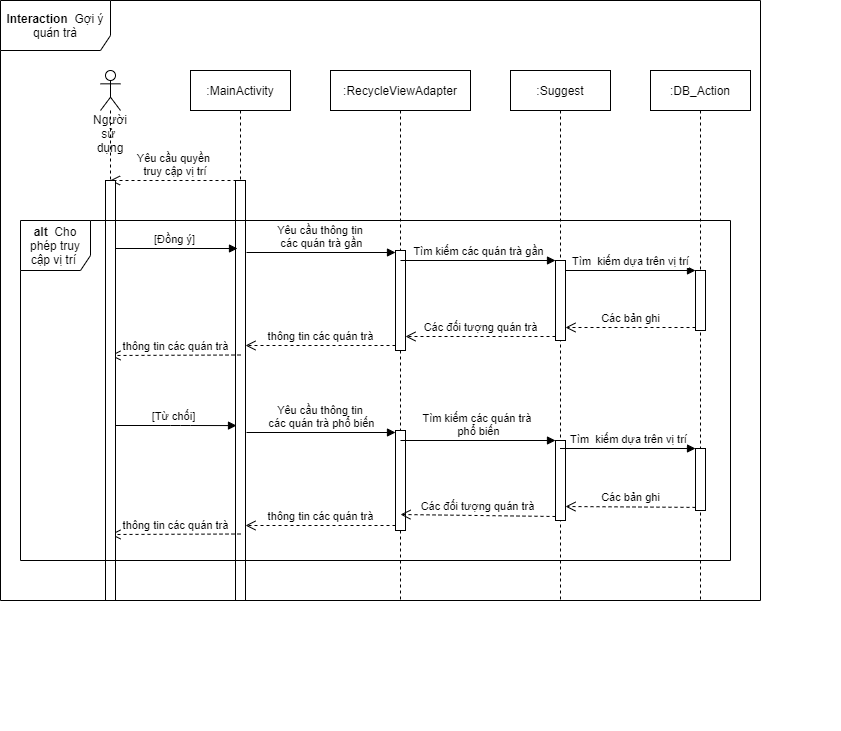 Interaction Gợi ý
quán trà
:MainActivity
:RecycleViewAdapter
:Suggest
:DB_Action
Người
sử
dụng
Yêu cầu quyền
truy cập vị trí
alt Cho
phép truy
cập vị trí
[Đồng ý]
Yêu cầu thông tin
các quán trà gần
Tìm kiếm các quán trà gần
Tìm kiếm dựa trên vị trí
Các bản ghi
Các đối tượng quán trà
thông tin các quán trà
thông tin các quán trà
[Từ chối]
Yêu cầu thông tin
các quán trà phổ biến
Tìm kiếm các quán trà
phổ biến
Tìm kiếm dựa trên vị trí
Các bản ghi
Các đối tượng quán trà
thông tin các quán trà
thông tin các quán trà